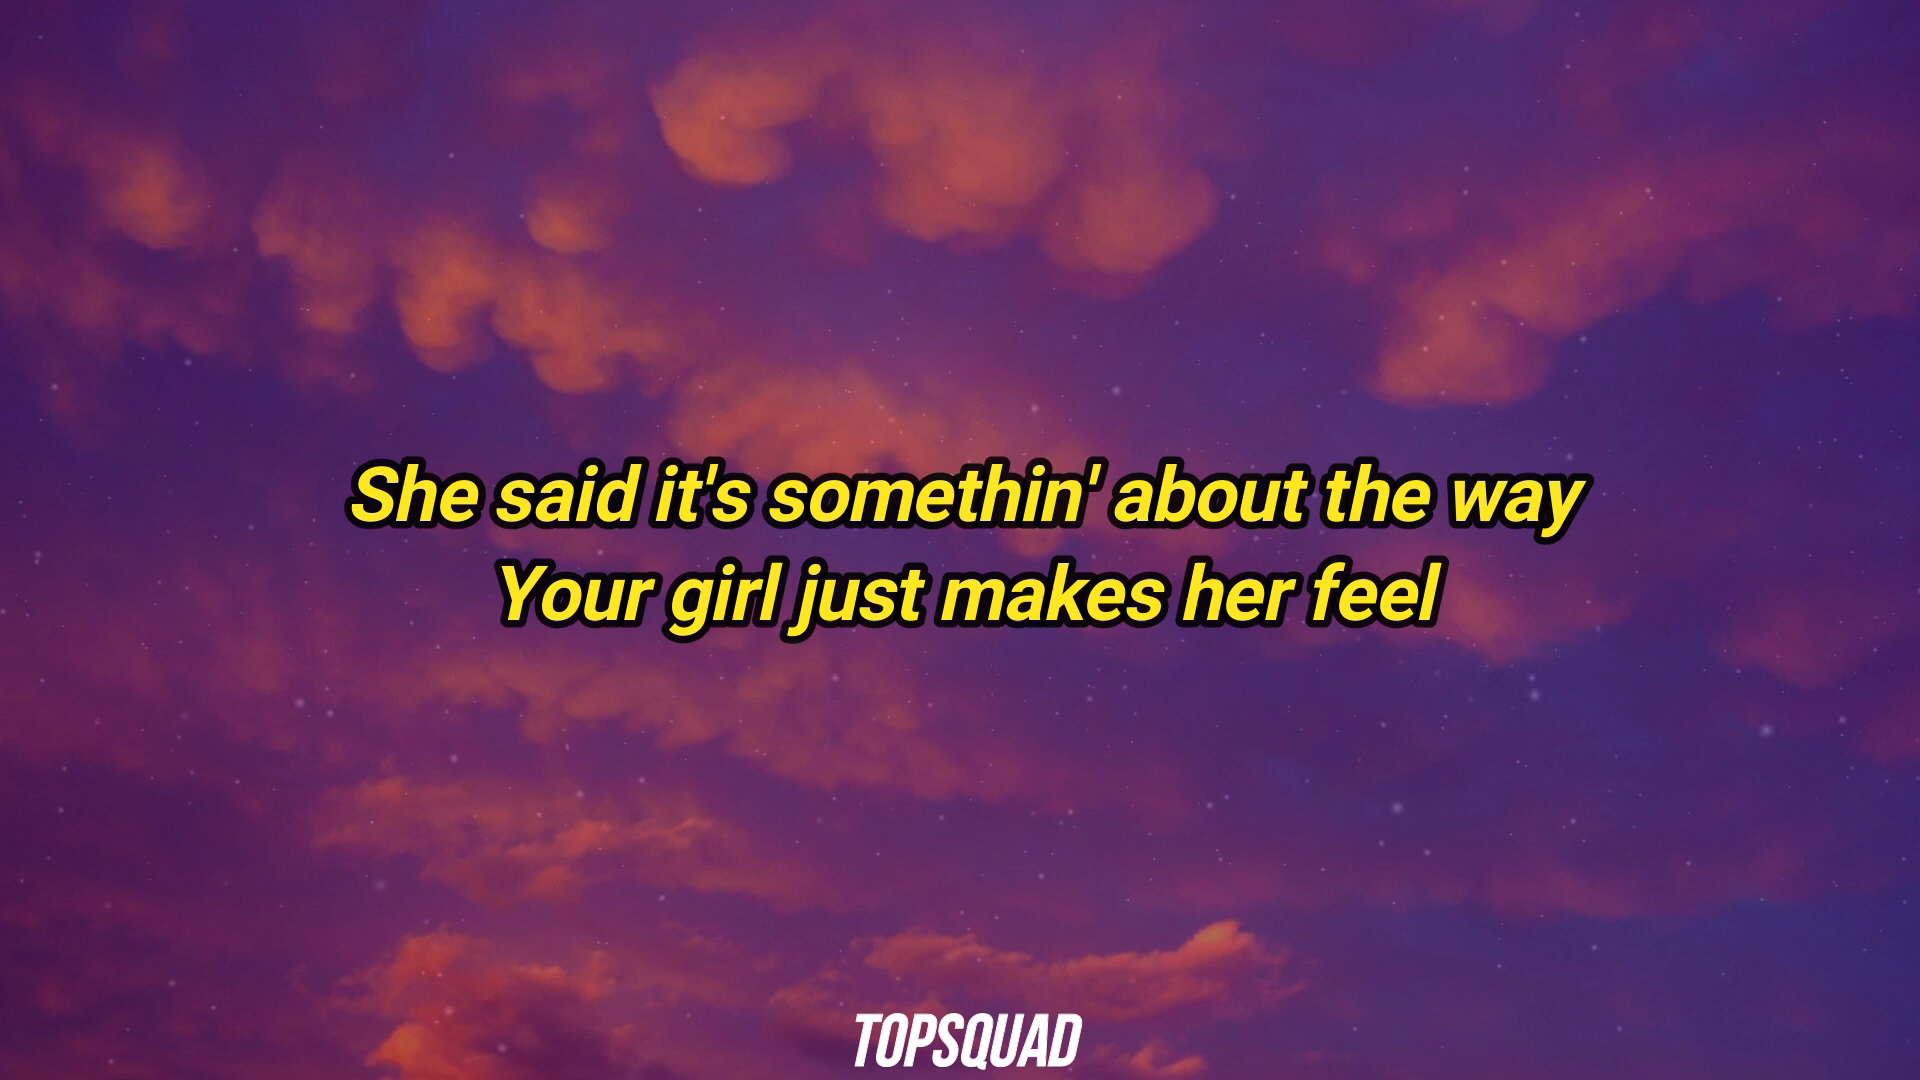 She said it's somethin' about the way
Your girl just makes her feel
TOPSQUAD